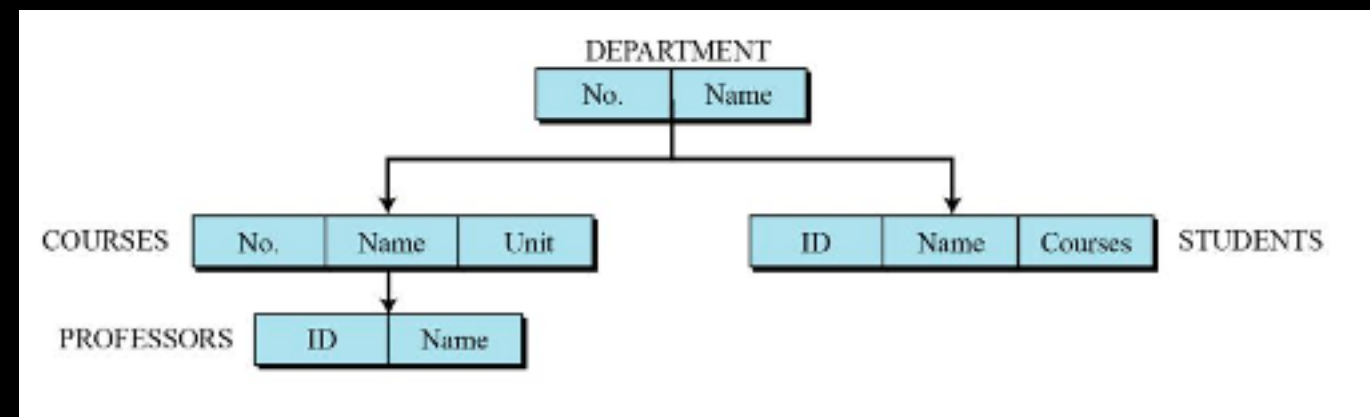 DEPARTMENT
No. Name
COURSES No. Name Unit
ID Name Courses STUDENTS
PROFESSORS ID Name